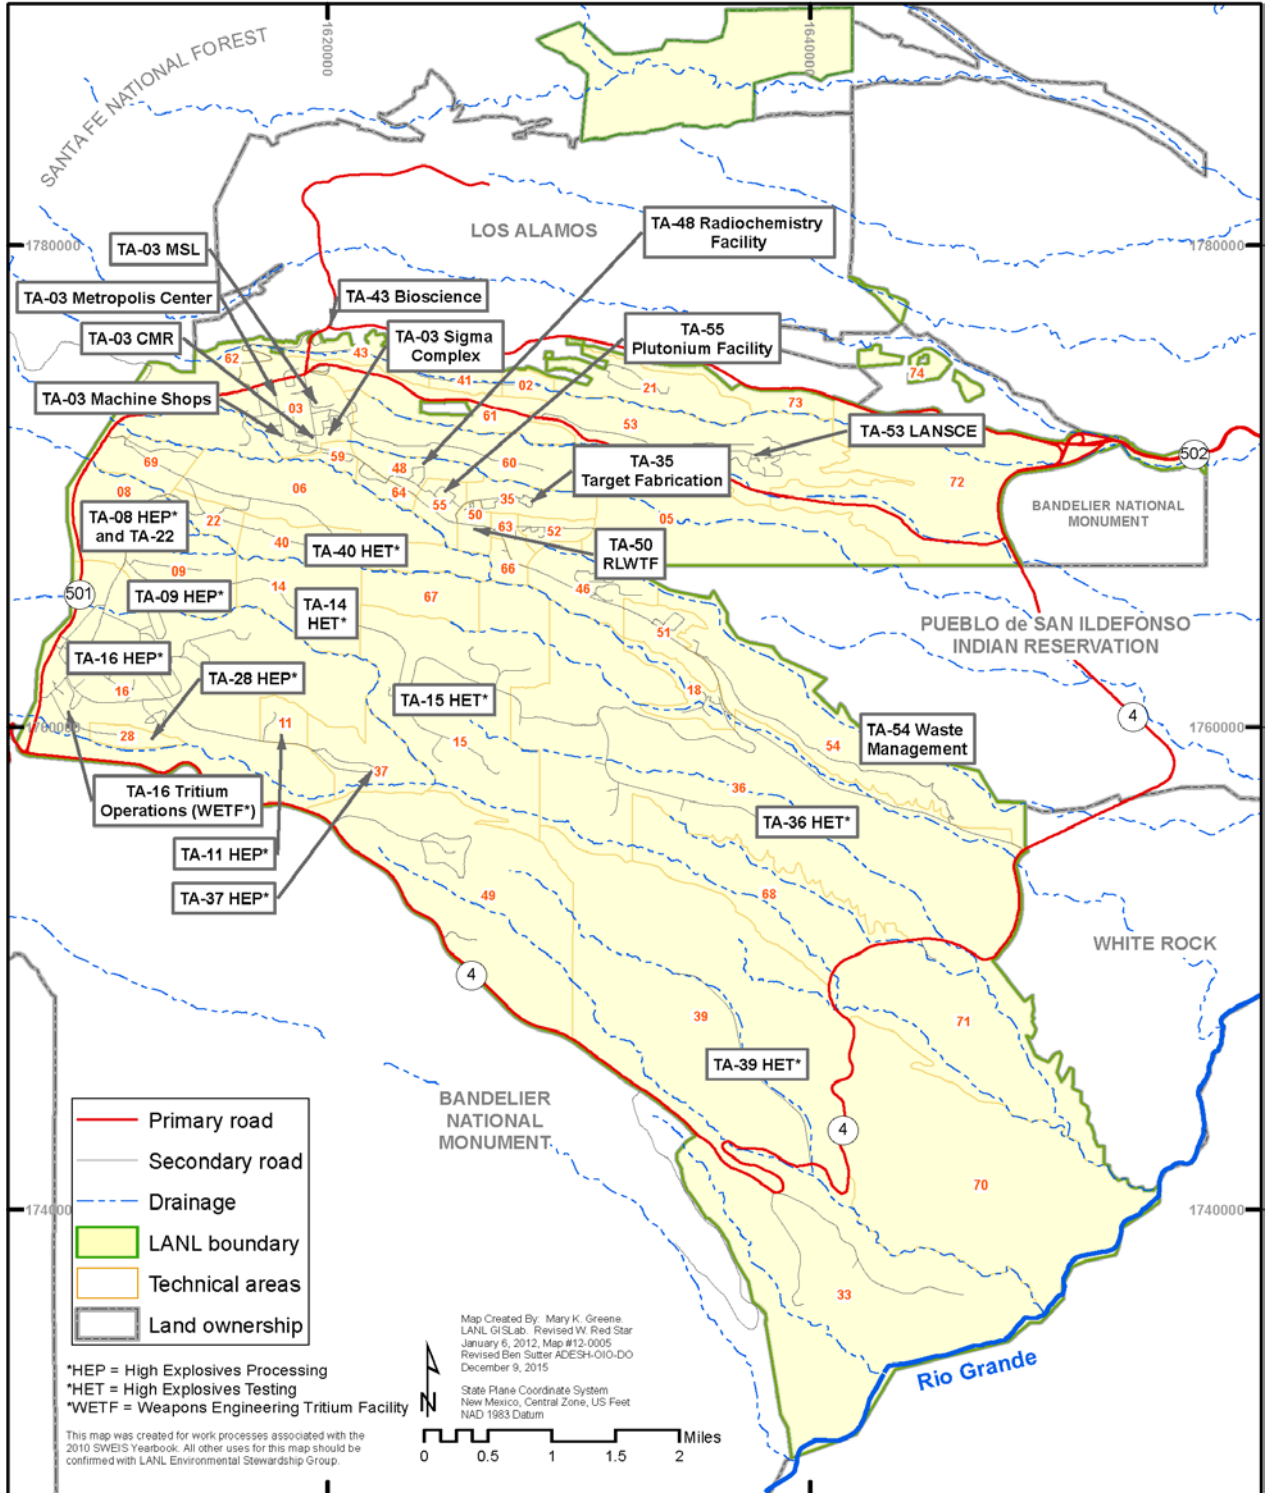 1620000
1640000
SANTA FE NATIONAL FOREST
LOS ALAMOS
TA-48 Radiochemistry
Facility
1780000
1780000
TA-03 MSL
TA-03 Metropolis Center
TA-43 Bioscience
TA-03 CMR
TA-03 Sigma
Complex
TA-55
Plutonium Facility
62
43
41
02
21
74
TA-03 Machine Shops
03
61
53
73
TA-53 LANSCE
502
59
69
48
60
TA-35
Target Fabrication
72
08
06
64
55
35
50
63
52
05
BANDELIER NATIONAL
MONUMENT
TA-08 HEP*
and TA-22
22
40
TA-40 HET*
TA-50
RLWTF
66
09
14
67
46
501
TA-09 HEP*
TA-14
HET*
51
PUEBLO de SAN ILDEFONSO
INDIAN RESERVATION
TA-16 HEP*
TA-28 HEP*
16
18
TA-15 HET*
4
1760000
28
11
15
54
TA-54 Waste
Management
1760000
37
36
TA-16 Tritium
Operations (WETF*)
TA-36 HET*
TA-11 HEP*
TA-37 HEP*
49
68
WHITE ROCK
4
39
71
TA-39 HET*
BANDELIER
NATIONAL
MONUMENT
4
70
1740000
1740000
33
Rio Grande
Primary road
Secondary road
Drainage
LANL boundary
Technical areas
Land ownership
*HEP = High Explosives Processing
*HET = High Explosives Testing
*WETF = Weapons Engineering Tritium Facility
This map was created for work processes associated with the
2010 SWEIS Yearbook. All other uses for this map should be
confirmed with LANL Environmental Stewardship Group.
Map Created By: Mary K. Greene.
LANL GISLab. Revised W. Red Star
January 6, 2012, Map #12-0005
Revised Ben Sutter ADESH-OIO-DO
December 9, 2015
State Plane Coordinate System
New Mexico, Central Zone, US Feet
NAD 1983 Datum
N
Miles
0 0.5 1 1.5 2